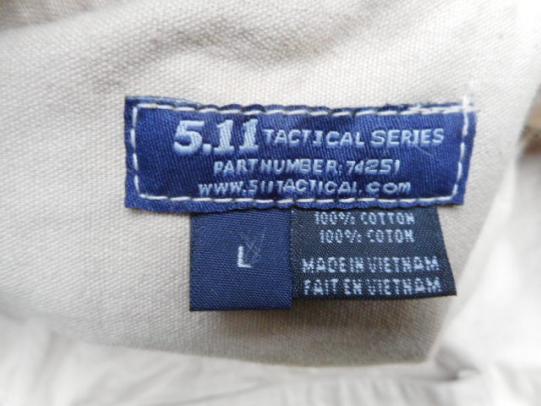 5.11 TACTICAL SERIES
PART NUMBER: 74251
WWW.511TACTICAL.COM
L
100% COTTON
100% COTON
MADE IN VIETNAM
FAIT EN VIETNAM